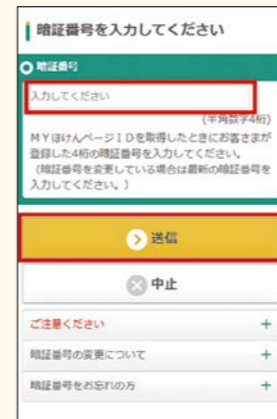 暗証番号を入力してください
暗証番号
入力してください
(半角数字4桁)
MYほけんページIDを取得したときにお客さまが
登録した4桁の暗証番号を入力してください。
(暗証番号を変更している場合は最新の暗証番号を
入力してください。)
送信
中止
ご注意ください
暗証番号の変更について
暗証番号をお忘れの方